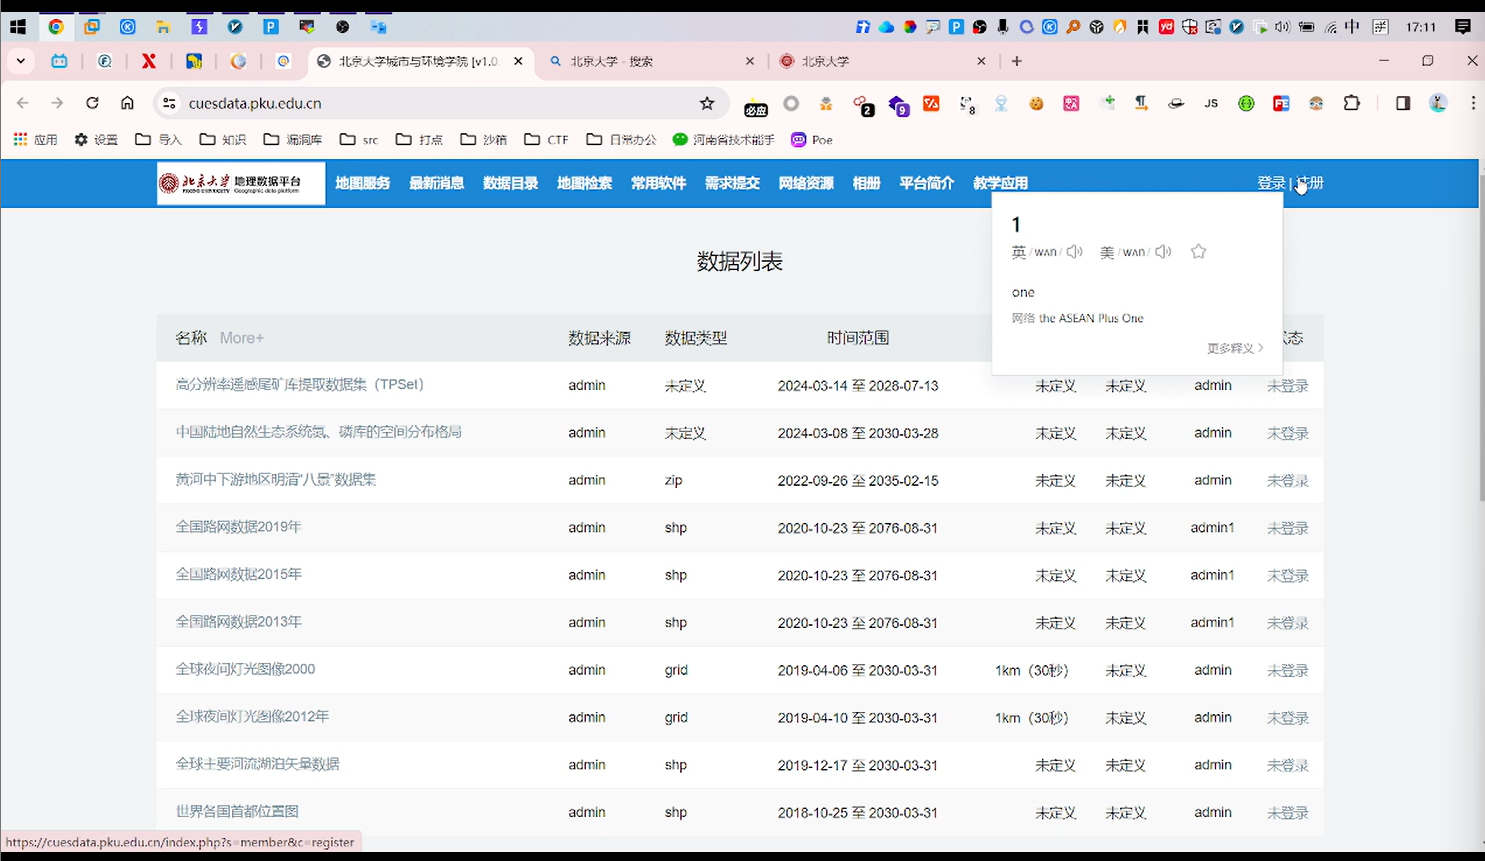 17:11
北京大学城市与环境学院 [v1.0.
北京大学 - 搜索
北京大学
cuesdata.pku.edu.cn
应用 设置 导入 知识 漏洞库 src 打点 沙箱 CTF 日常办公 河南省技术能手 Poe
北京大学 地理数据平台
PEKING UNIVERSITY Geographic data platform
地图服务 最新消息 数据目录 地图检索 常用软件 需求提交 网络资源 相册 平台简介 教学应用
登录 | 注册
1
英 / wʌn / 美 / wʌn /
one
网络 the ASEAN Plus One
更多释义 >
数据列表
名称 More+ 数据来源 数据类型 时间范围 状态
高分辨率遥感尾矿库提取数据集（TPSet） admin 未定义 2024-03-14 至 2028-07-13 未定义 未定义 admin 未登录
中国陆地自然生态系统氮、磷库的空间分布格局 admin 未定义 2024-03-08 至 2030-03-28 未定义 未定义 admin 未登录
黄河中下游地区明清“八景”数据集 admin zip 2022-09-26 至 2035-02-15 未定义 未定义 admin 未登录
全国路网数据2019年 admin shp 2020-10-23 至 2076-08-31 未定义 未定义 admin1 未登录
全国路网数据2015年 admin shp 2020-10-23 至 2076-08-31 未定义 未定义 admin1 未登录
全国路网数据2013年 admin shp 2020-10-23 至 2076-08-31 未定义 未定义 admin1 未登录
全球夜间灯光图像2000 admin grid 2019-04-06 至 2030-03-31 1km（30秒） 未定义 admin 未登录
全球夜间灯光图像2012年 admin grid 2019-04-10 至 2030-03-31 1km（30秒） 未定义 admin 未登录
全球主要河流湖泊矢量数据 admin shp 2019-12-17 至 2030-03-31 未定义 未定义 admin 未登录
世界各国首都位置图 admin shp 2018-10-25 至 2030-03-31 未定义 未定义 admin 未登录
https://cuesdata.pku.edu.cn/index.php?s=member&c=register